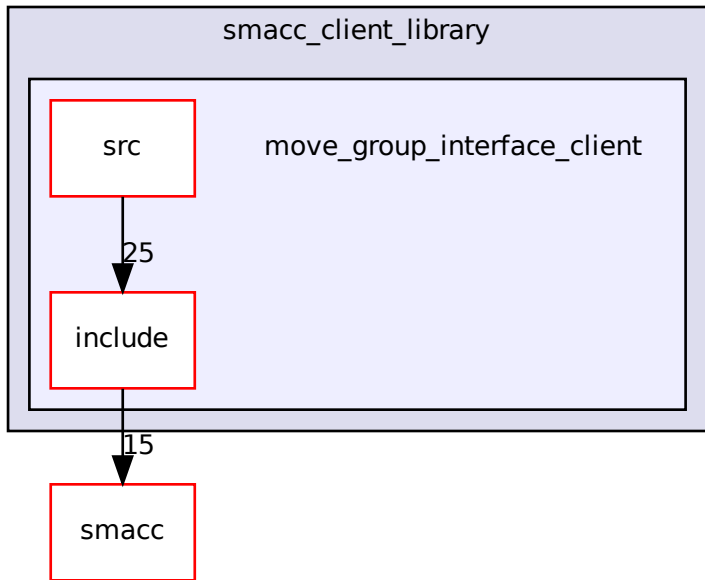 smacc_client_library
src
move_group_interface_client
25
include
15
smacc